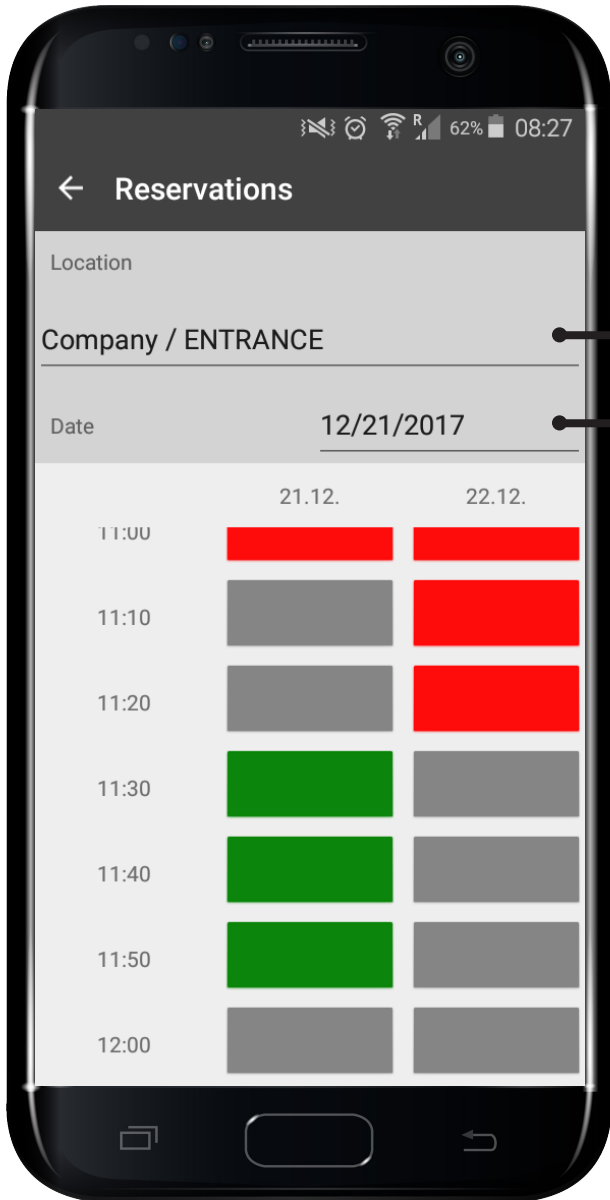 R 62% 08:27
Reservations
Location
Company / ENTRANCE
Date 12/21/2017
21.12. 22.12.
11:00
11:10
11:20
11:30
11:40
11:50
12:00